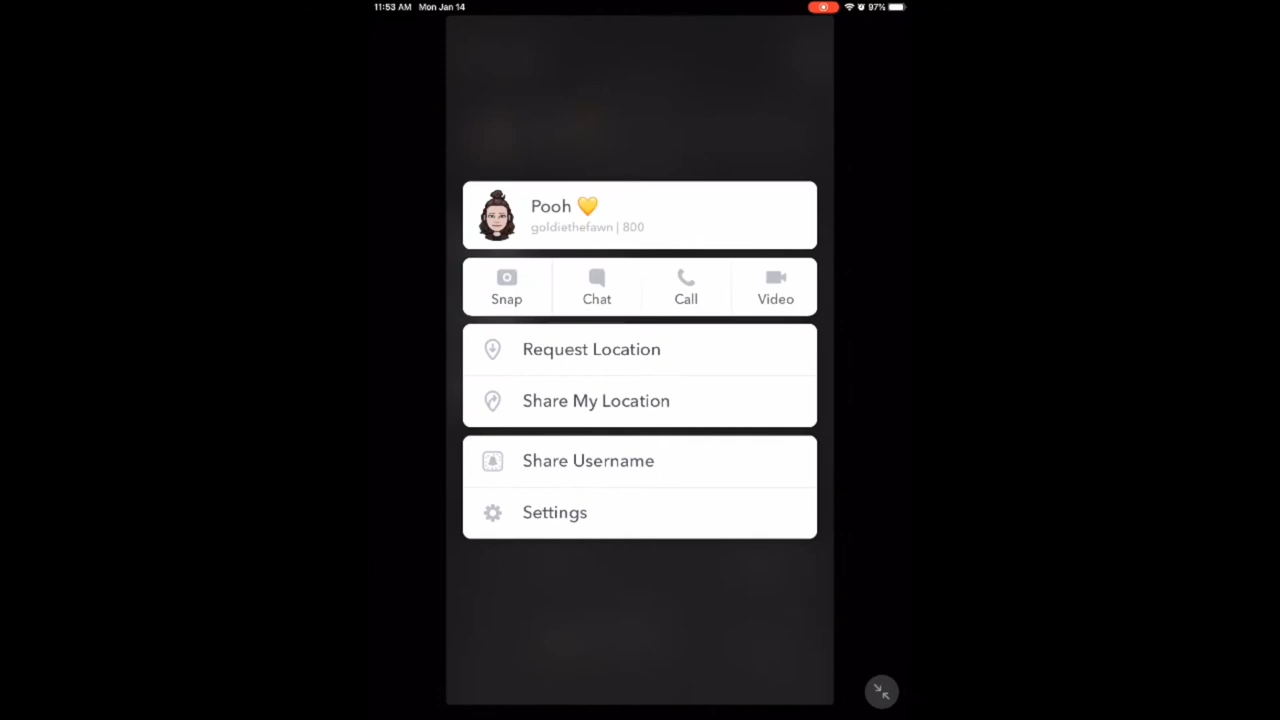 11:53 AM Mon Jan 14 97%
Pooh 💛
goldiethefawn | 800
Snap Chat Call Video
Request Location
Share My Location
Share Username
Settings